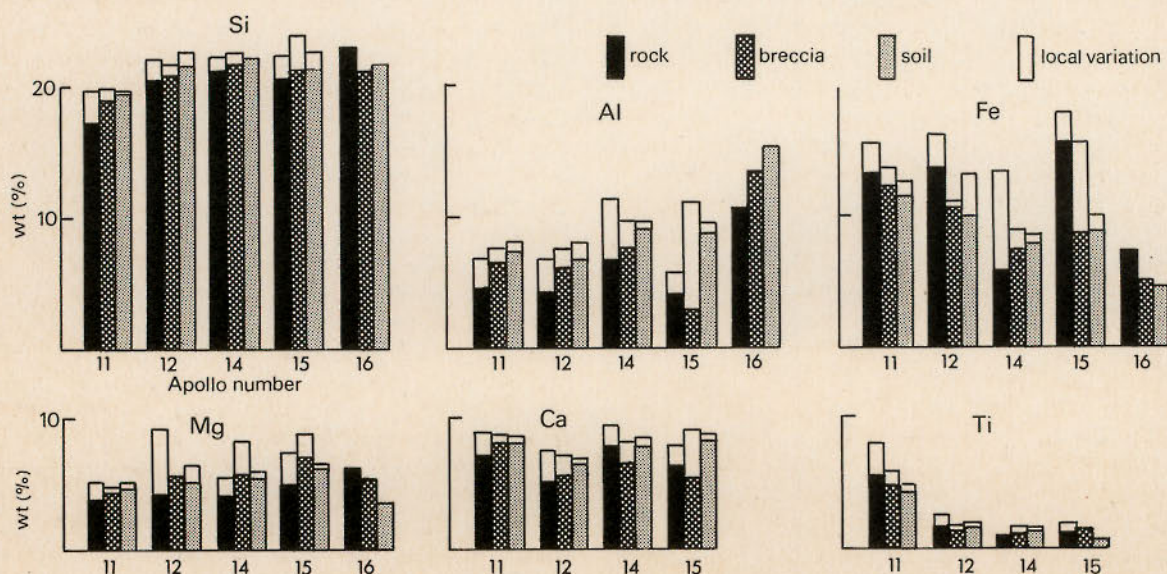 Si
rock breccia soil local variation
20
10
wt (%)
11 12 14 15 16
Apollo number
Al
11 12 14 15 16
Fe
11 12 14 15 16
Mg
10
wt (%)
11 12 14 15 16
Ca
11 12 14 15
Ti
11 12 14 15